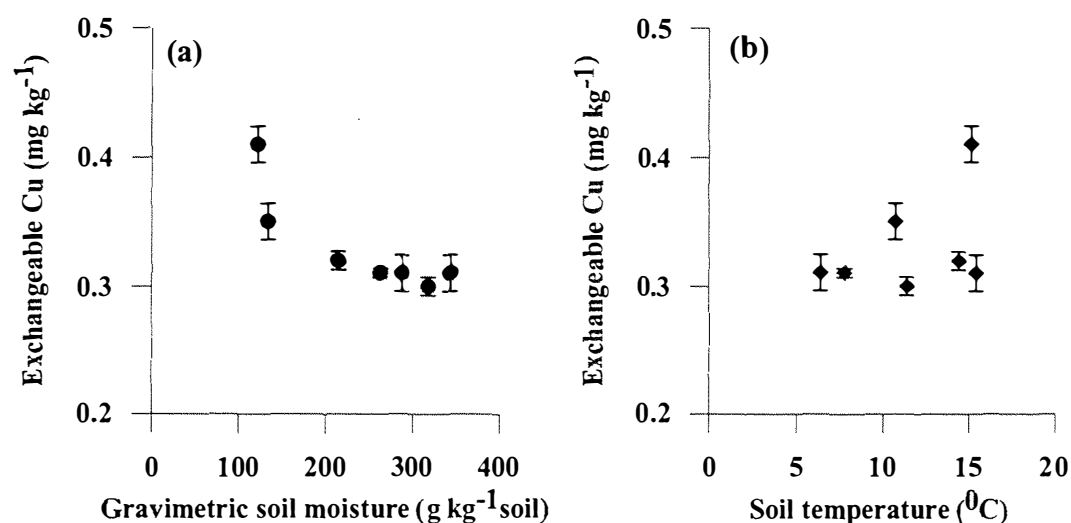 (a)
Exchangeable Cu (mg kg⁻¹)
0.5
0.4
0.3
0.2
0 100 200 300 400
Gravimetric soil moisture (g kg⁻¹ soil)
(b)
Exchangeable Cu (mg kg⁻¹)
0.5
0.4
0.3
0.2
0 5 10 15 20
Soil temperature (⁰C)